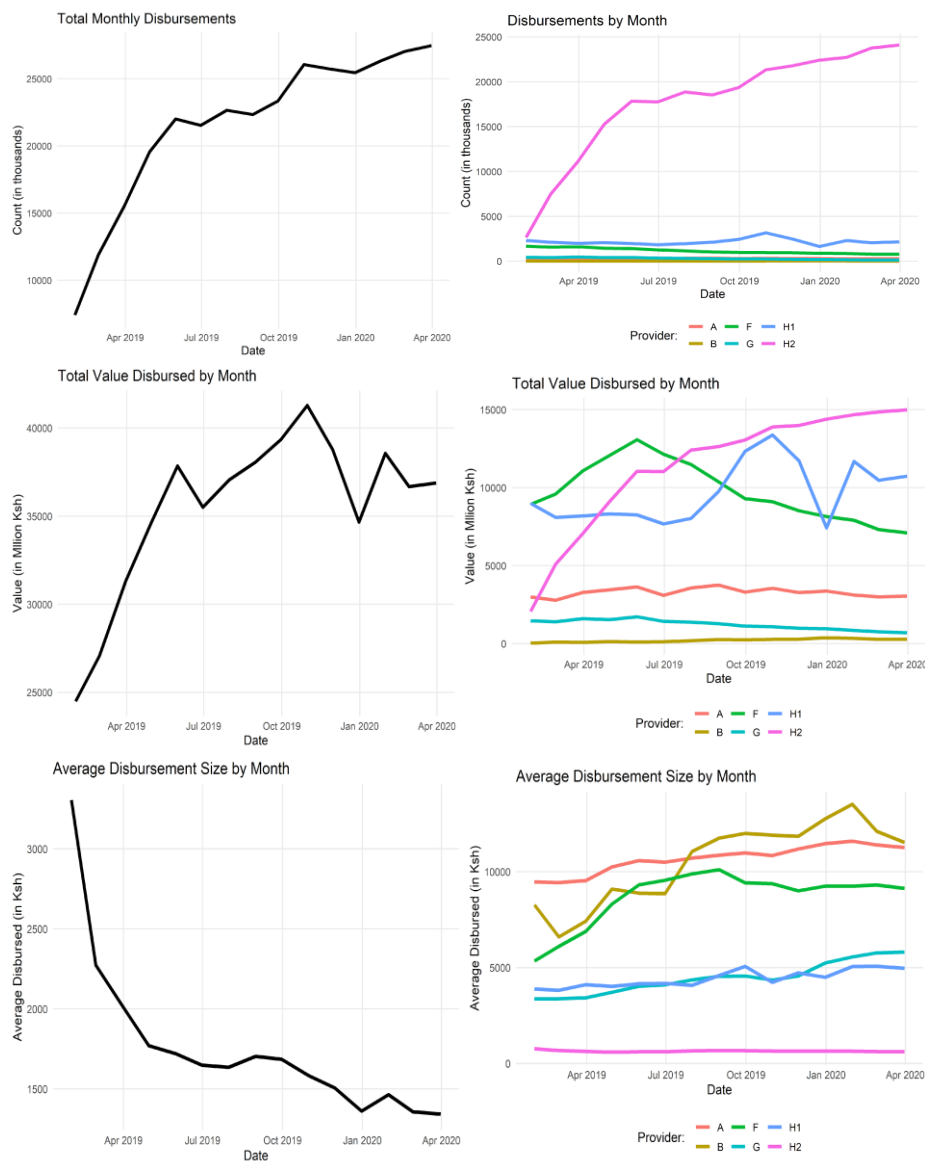 Total Monthly Disbursements
Count (in thousands)
25000
20000
15000
10000
Apr 2019 Jul 2019 Oct 2019 Jan 2020 Apr 2020
Date
Disbursements by Month
Count (in thousands)
25000
20000
15000
10000
5000
0
Apr 2019 Jul 2019 Oct 2019 Jan 2020 Apr 2020
Date
Provider: A F H1
B G H2
Total Value Disbursed by Month
Value (in Mllion Ksh)
40000
35000
30000
25000
Apr 2019 Jul 2019 Oct 2019 Jan 2020 Apr 2020
Date
Total Value Disbursed by Month
Value (in Mllion Ksh)
15000
10000
5000
0
Apr 2019 Jul 2019 Oct 2019 Jan 2020 Apr 2020
Date
Provider: A F H1
B G H2
Average Disbursement Size by Month
Average Disbursed (in Ksh)
3000
2500
2000
1500
Apr 2019 Jul 2019 Oct 2019 Jan 2020 Apr 2020
Date
Average Disbursement Size by Month
Average Disbursed (in Ksh)
10000
5000
0
Apr 2019 Jul 2019 Oct 2019 Jan 2020 Apr 2020
Date
Provider: A F H1
B G H2